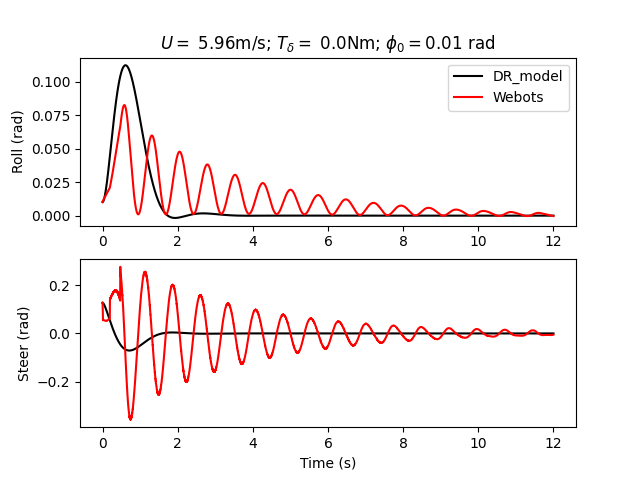 U = 5.96m/s; T_δ = 0.0Nm; ϕ_0 = 0.01 rad
DR_model
Webots
Roll (rad)
0.100
0.075
0.050
0.025
0.000
0 2 4 6 8 10 12
Steer (rad)
0.2
0.0
−0.2
0 2 4 6 8 10 12
Time (s)